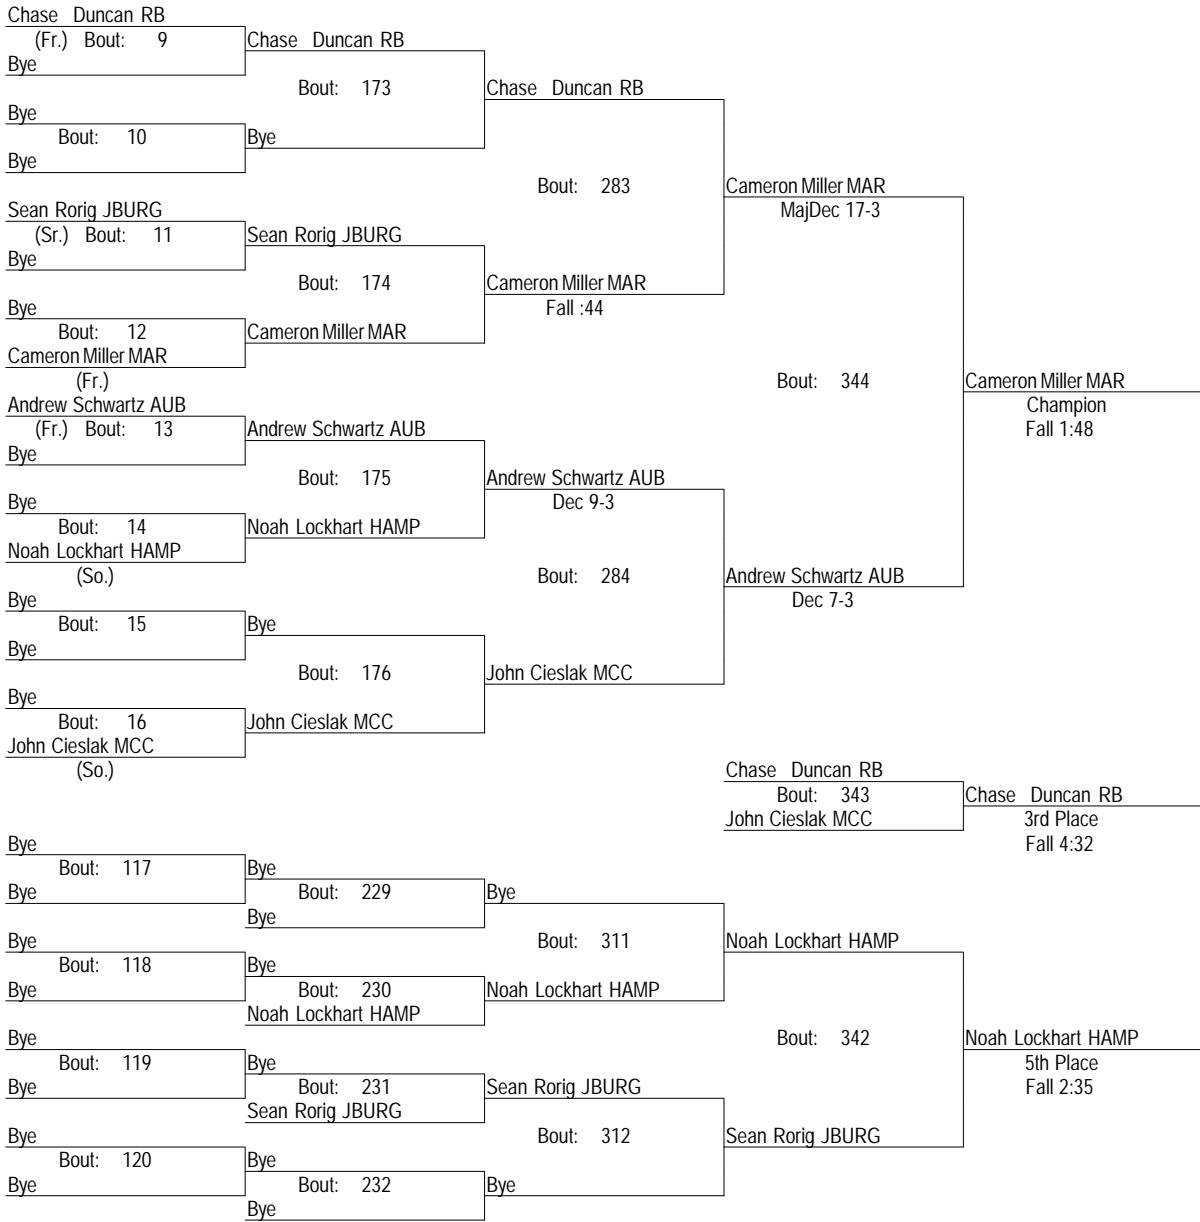 Chase Duncan RB
(Fr.) Bout: 9 Chase Duncan RB
Bye
Bout: 173 Chase Duncan RB
Bye
Bout: 10 Bye
Bye
Bout: 283 Cameron Miller MAR
Sean Rorig JBURG MajDec 17-3
(Sr.) Bout: 11 Sean Rorig JBURG
Bye
Bout: 174 Cameron Miller MAR
Bye Fall :44
Bout: 12 Cameron Miller MAR
Cameron Miller MAR
(Fr.) Bout: 344 Cameron Miller MAR
Andrew Schwartz AUB Champion
(Fr.) Bout: 13 Andrew Schwartz AUB Fall 1:48
Bye
Bout: 175 Andrew Schwartz AUB
Bye Dec 9-3
Bout: 14 Noah Lockhart HAMP
Noah Lockhart HAMP
(So.) Bout: 284 Andrew Schwartz AUB
Bye Dec 7-3
Bout: 15 Bye
Bye
Bout: 176 John Cieslak MCC
Bye
Bout: 16 John Cieslak MCC
John Cieslak MCC
(So.) Chase Duncan RB
Bout: 343 Chase Duncan RB
John Cieslak MCC 3rd Place
Bye Fall 4:32
Bout: 117 Bye
Bye Bout: 229 Bye
Bye
Bye Bout: 311 Noah Lockhart HAMP
Bout: 118 Bye
Bye Bout: 230 Noah Lockhart HAMP
Noah Lockhart HAMP
Bye Bout: 342 Noah Lockhart HAMP
Bout: 119 Bye 5th Place
Bye Bout: 231 Sean Rorig JBURG Fall 2:35
Sean Rorig JBURG
Bye Bout: 312 Sean Rorig JBURG
Bout: 120 Bye
Bye Bout: 232 Bye
Bye